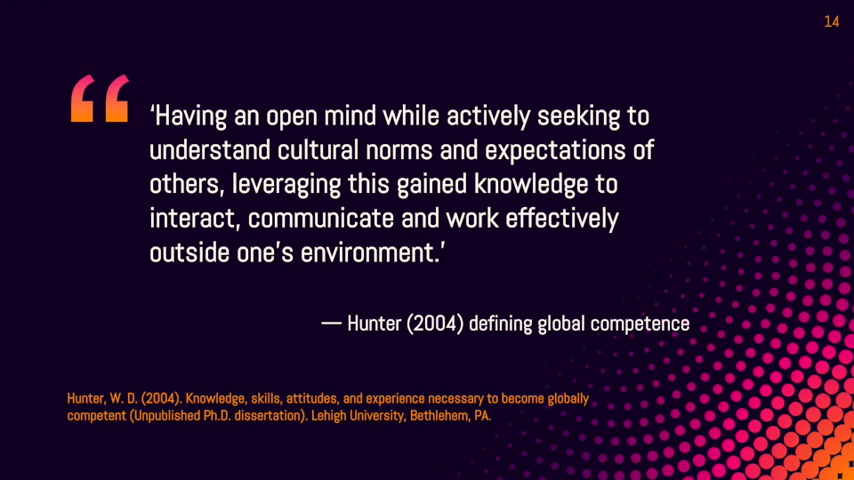 14
“
‘Having an open mind while actively seeking to
understand cultural norms and expectations of
others, leveraging this gained knowledge to
interact, communicate and work effectively
outside one’s environment.’
— Hunter (2004) defining global competence
Hunter, W. D. (2004). Knowledge, skills, attitudes, and experience necessary to become globally
competent (Unpublished Ph.D. dissertation). Lehigh University, Bethlehem, PA.